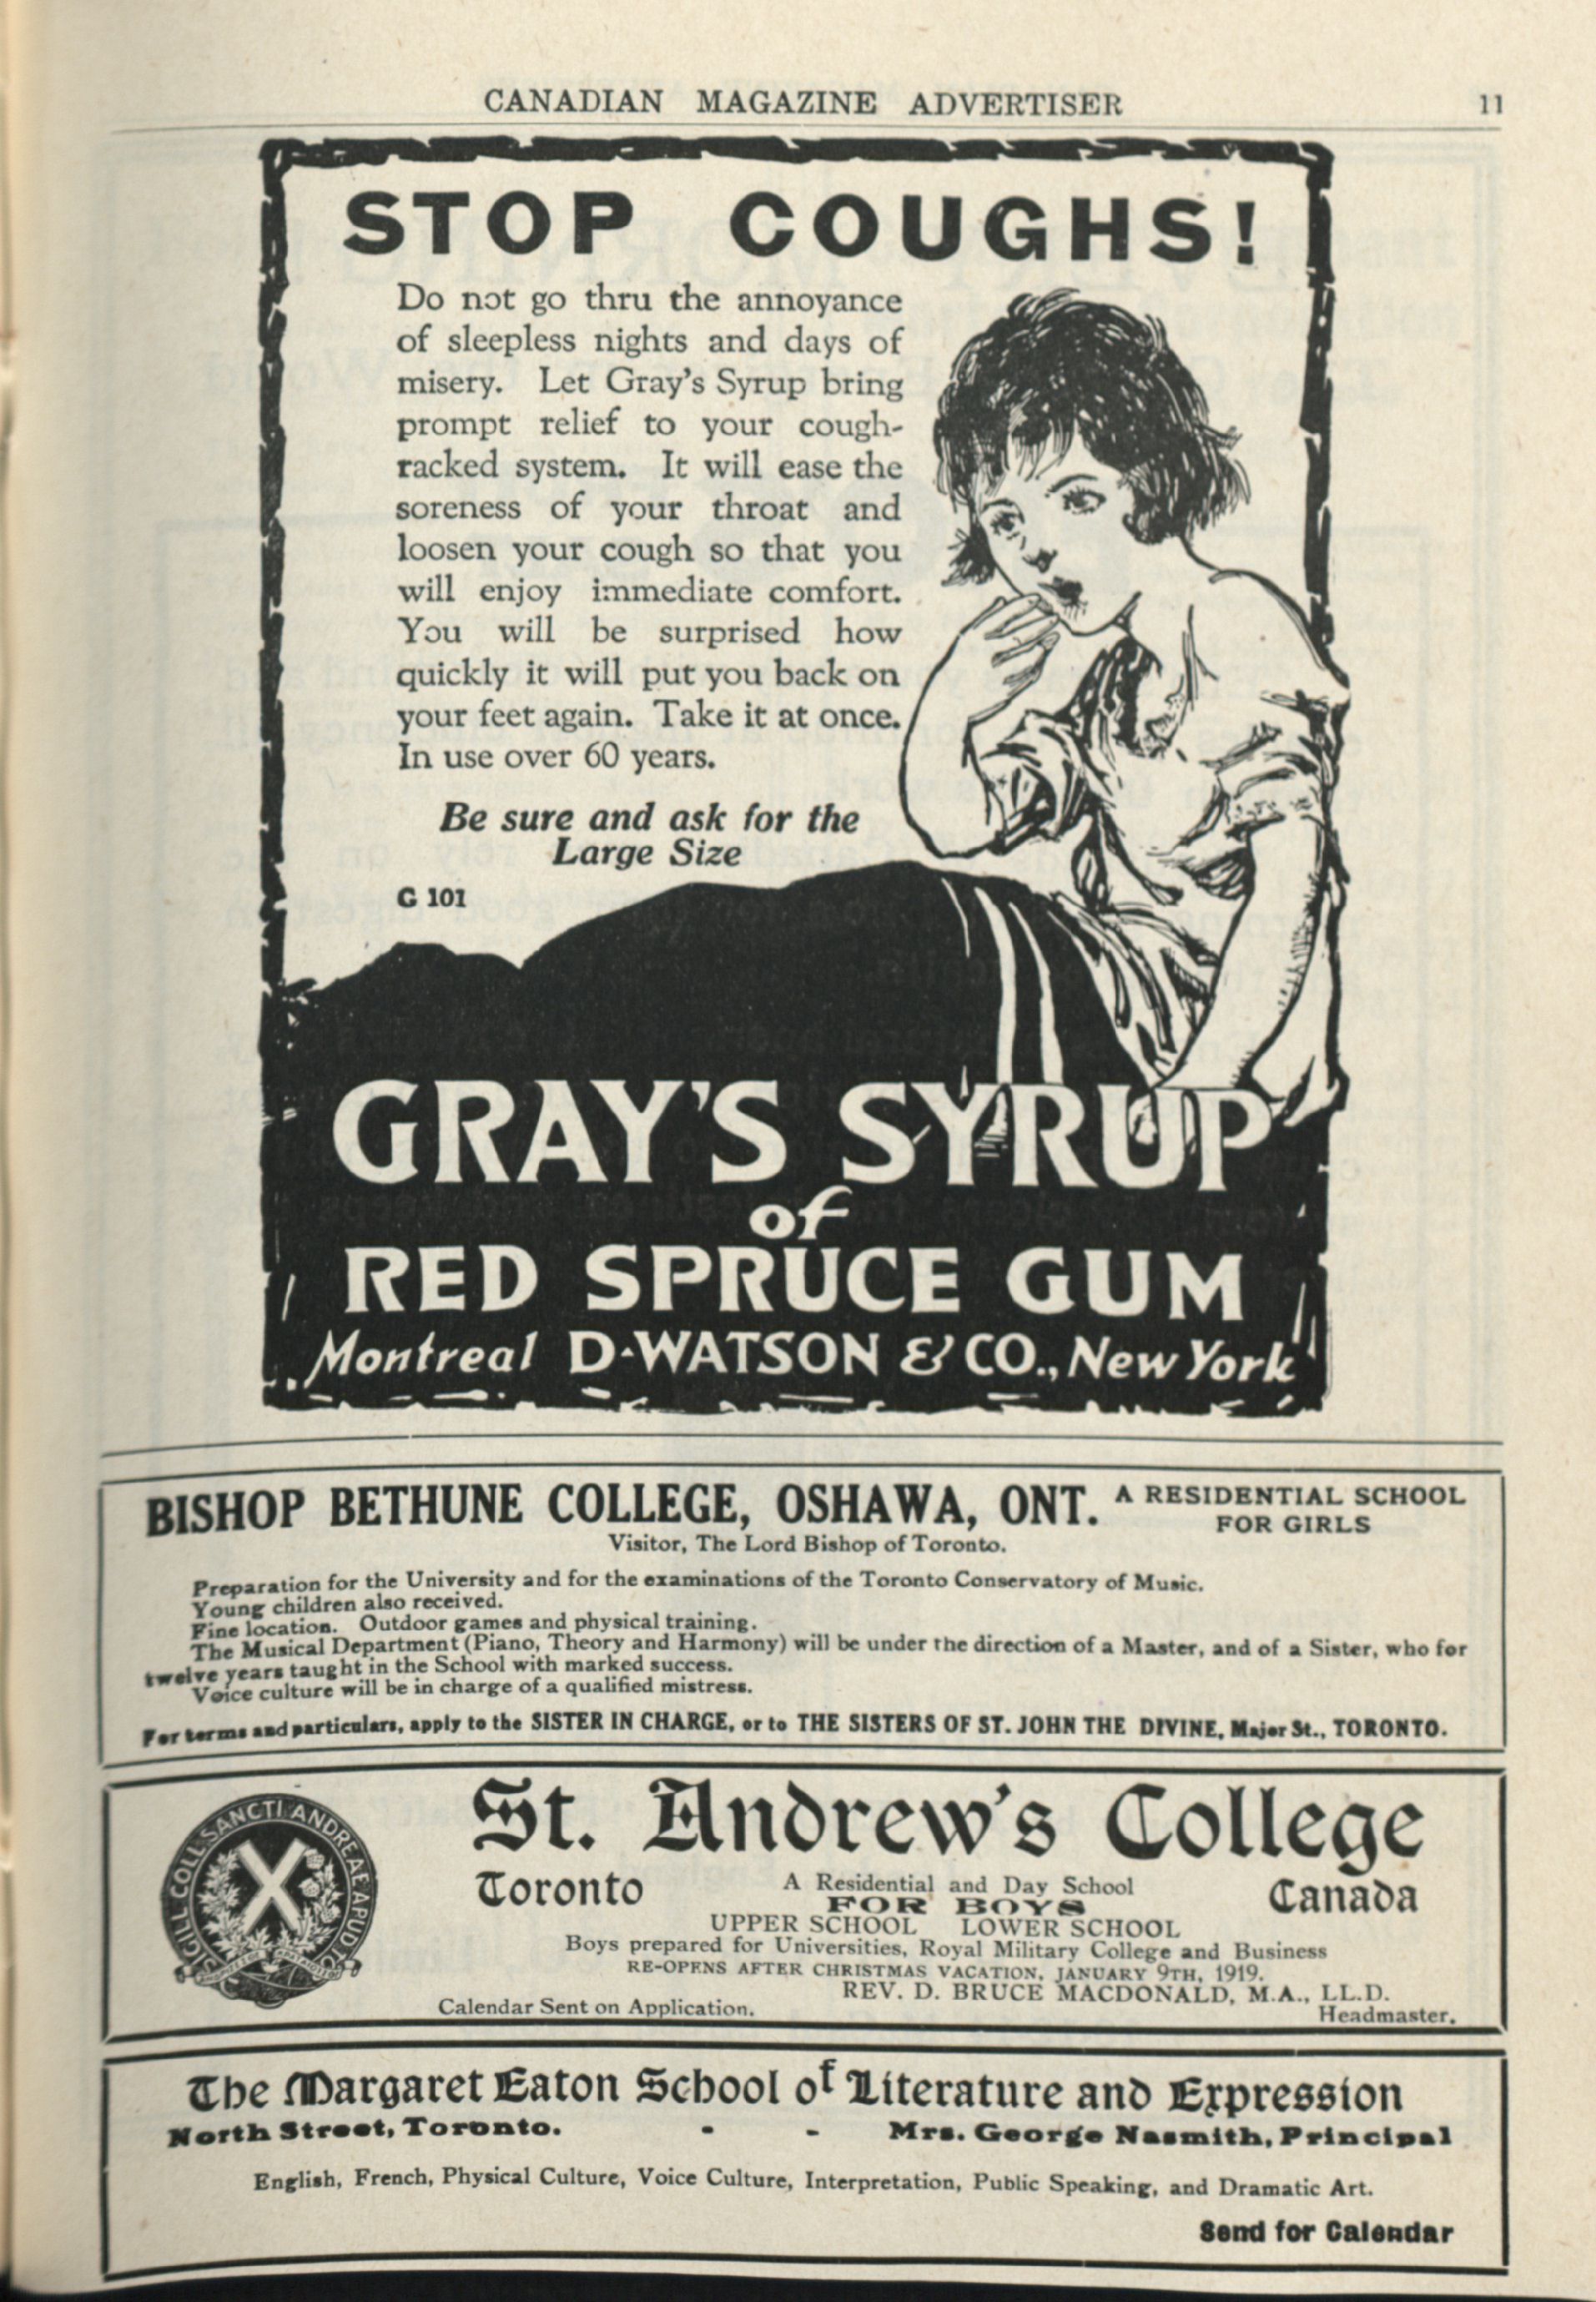 CANADIAN MAGAZINE ADVERTISER 11
STOP COUGHS!
Do not go thru the annoyance
of sleepless nights and days of
misery. Let Gray's Syrup bring
prompt relief to your cough-
racked system. It will ease the
soreness of your throat and
loosen your cough so that you
will enjoy immediate comfort.
You will be surprised how
quickly it will put you back on
your feet again. Take it at once.
In use over 60 years.
Be sure and ask for the
Large Size
G 101
GRAY'S SYRUP
of
RED SPRUCE GUM
Montreal D·WATSON & CO., New York
BISHOP BETHUNE COLLEGE, OSHAWA, ONT. A RESIDENTIAL SCHOOL
FOR GIRLS
Visitor, The Lord Bishop of Toronto.
Preparation for the University and for the examinations of the Toronto Conservatory of Music.
Young children also received.
Fine location. Outdoor games and physical training.
The Musical Department (Piano, Theory and Harmony) will be under the direction of a Master, and of a Sister, who for
twelve years taught in the School with marked success.
Voice culture will be in charge of a qualified mistress.
For terms and particulars, apply to the SISTER IN CHARGE, or to THE SISTERS OF ST. JOHN THE DIVINE, Major St., TORONTO.
SIGILL. COLL. SANCTI ANDREAE APUD TO
St. Andrew's College
Toronto A Residential and Day School Canada
FOR BOYS
UPPER SCHOOL LOWER SCHOOL
Boys prepared for Universities, Royal Military College and Business
RE-OPENS AFTER CHRISTMAS VACATION, JANUARY 9TH, 1919.
REV. D. BRUCE MACDONALD, M.A., LL.D.
Calendar Sent on Application. Headmaster.
The Margaret Eaton School of Literature and Expression
North Street, Toronto. - - Mrs. George Nasmith, Principal
English, French, Physical Culture, Voice Culture, Interpretation, Public Speaking, and Dramatic Art.
Send for Calendar